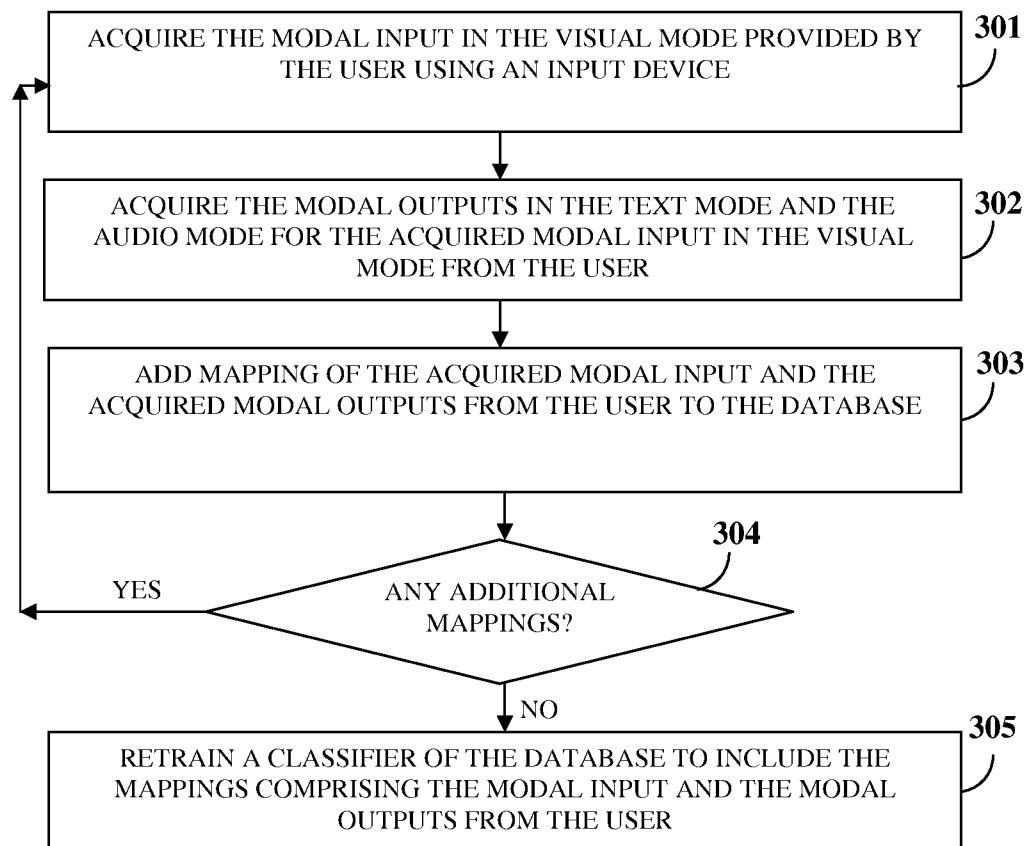 ACQUIRE THE MODAL INPUT IN THE VISUAL MODE PROVIDED BY
THE USER USING AN INPUT DEVICE
301
ACQUIRE THE MODAL OUTPUTS IN THE TEXT MODE AND THE
AUDIO MODE FOR THE ACQUIRED MODAL INPUT IN THE VISUAL
MODE FROM THE USER
302
ADD MAPPING OF THE ACQUIRED MODAL INPUT AND THE
ACQUIRED MODAL OUTPUTS FROM THE USER TO THE DATABASE
303
304
YES
ANY ADDITIONAL
MAPPINGS?
NO
305
RETRAIN A CLASSIFIER OF THE DATABASE TO INCLUDE THE
MAPPINGS COMPRISING THE MODAL INPUT AND THE MODAL
OUTPUTS FROM THE USER